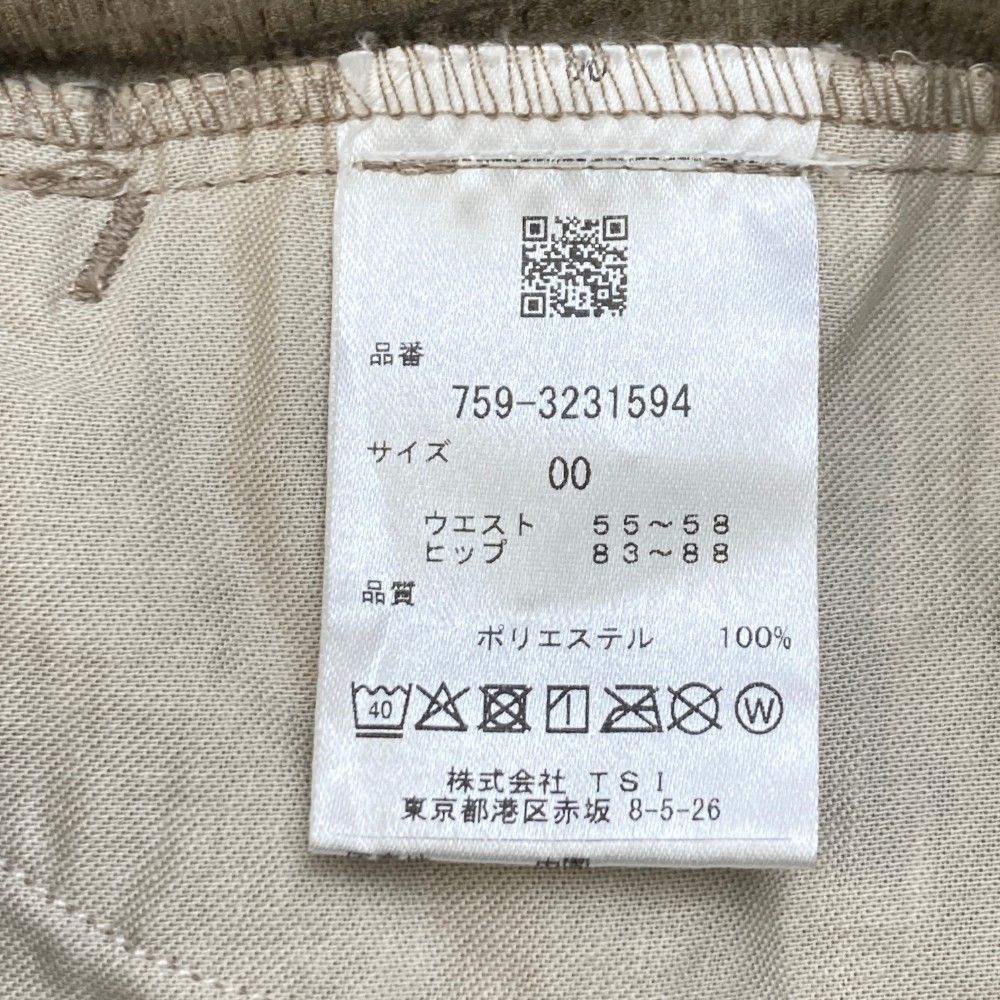 品番
759-3231594
サイズ
00
ウエスト 55~58
ヒップ 83~88
品質
ポリエステル 100%
40
W
株式会社 TSI
東京都港区赤坂 8-5-26